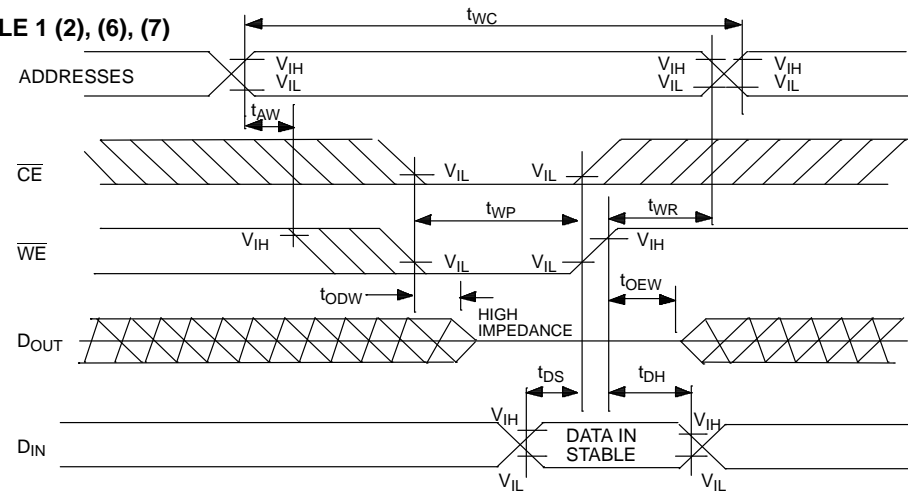 LE 1 (2), (6), (7)
tWC
ADDRESSES
VIH
VIL
VIH
VIL
VIH
VIL
tAW
CE
VIL
VIL
tWP
tWR
WE
VIH
VIL
VIL
VIH
tODW
tOEW
HIGH
IMPEDANCE
DOUT
tDS
tDH
DIN
VIH
VIL
DATA IN
STABLE
VIH
VIL